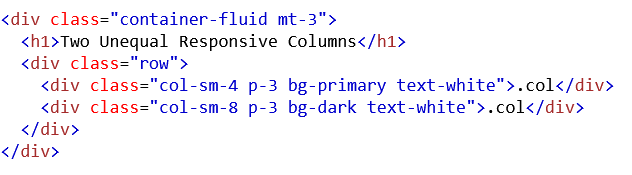 <div class="container-fluid mt-3">
  <h1>Two Unequal Responsive Columns</h1>
  <div class="row">
    <div class="col-sm-4 p-3 bg-primary text-white">.col</div>
    <div class="col-sm-8 p-3 bg-dark text-white">.col</div>
  </div>
</div>